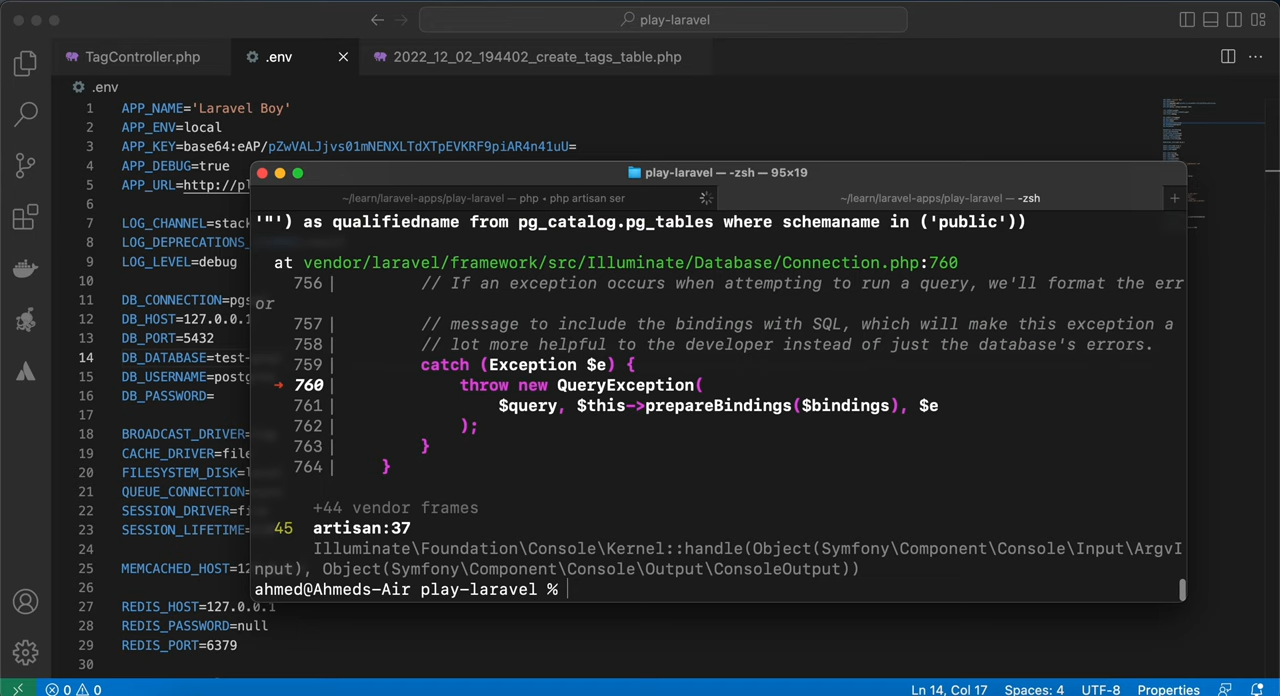 play-laravel
TagController.php
.env
2022_12_02_194402_create_tags_table.php
.env
1 APP_NAME='Laravel Boy'
2 APP_ENV=local
3 APP_KEY=base64:eAP/pZwVALJjvs01mNENXLTdXTpEVKRF9piAR4n41uU=
4 APP_DEBUG=true
5 APP_URL=http://pl
6
7 LOG_CHANNEL=stack
8 LOG_DEPRECATIONS_
9 LOG_LEVEL=debug
10
11 DB_CONNECTION=pgs
12 DB_HOST=127.0.0.1
13 DB_PORT=5432
14 DB_DATABASE=test-
15 DB_USERNAME=postg
16 DB_PASSWORD=
17
18 BROADCAST_DRIVER=
19 CACHE_DRIVER=file
20 FILESYSTEM_DISK=
21 QUEUE_CONNECTION=
22 SESSION_DRIVER=fi
23 SESSION_LIFETIME=
24
25 MEMCACHED_HOST=12
26
27 REDIS_HOST=127.0.0.1
28 REDIS_PASSWORD=null
29 REDIS_PORT=6379
30
play-laravel — -zsh — 95×19
~/learn/laravel-apps/play-laravel — php • php artisan ser
~/learn/laravel-apps/play-laravel — -zsh
+
'"') as qualifiedname from pg_catalog.pg_tables where schemaname in ('public'))
at vendor/laravel/framework/src/Illuminate/Database/Connection.php:760
756| // If an exception occurs when attempting to run a query, we'll format the err
or
757| // message to include the bindings with SQL, which will make this exception a
758| // lot more helpful to the developer instead of just the database's errors.
759| catch (Exception $e) {
➜ 760| throw new QueryException(
761| $query, $this->prepareBindings($bindings), $e
762| );
763| }
764| }
+44 vendor frames
45 artisan:37
Illuminate\Foundation\Console\Kernel::handle(Object(Symfony\Component\Console\Input\ArgvI
nput), Object(Symfony\Component\Console\Output\ConsoleOutput))
ahmed@Ahmeds-Air play-laravel %
0 0
Ln 14, Col 17 Spaces: 4 UTF-8 Properties